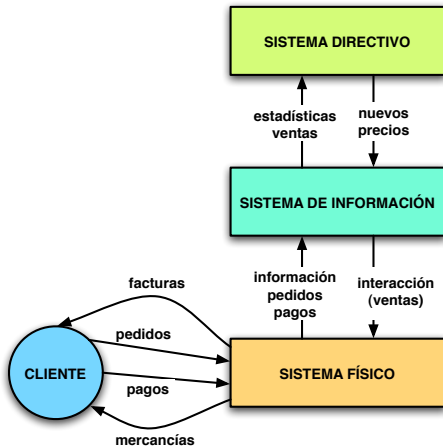 SISTEMA DIRECTIVO
estadísticas
ventas
nuevos
precios
SISTEMA DE INFORMACIÓN
información
pedidos
pagos
interacción
(ventas)
facturas
pedidos
CLIENTE
SISTEMA FÍSICO
pagos
mercancías